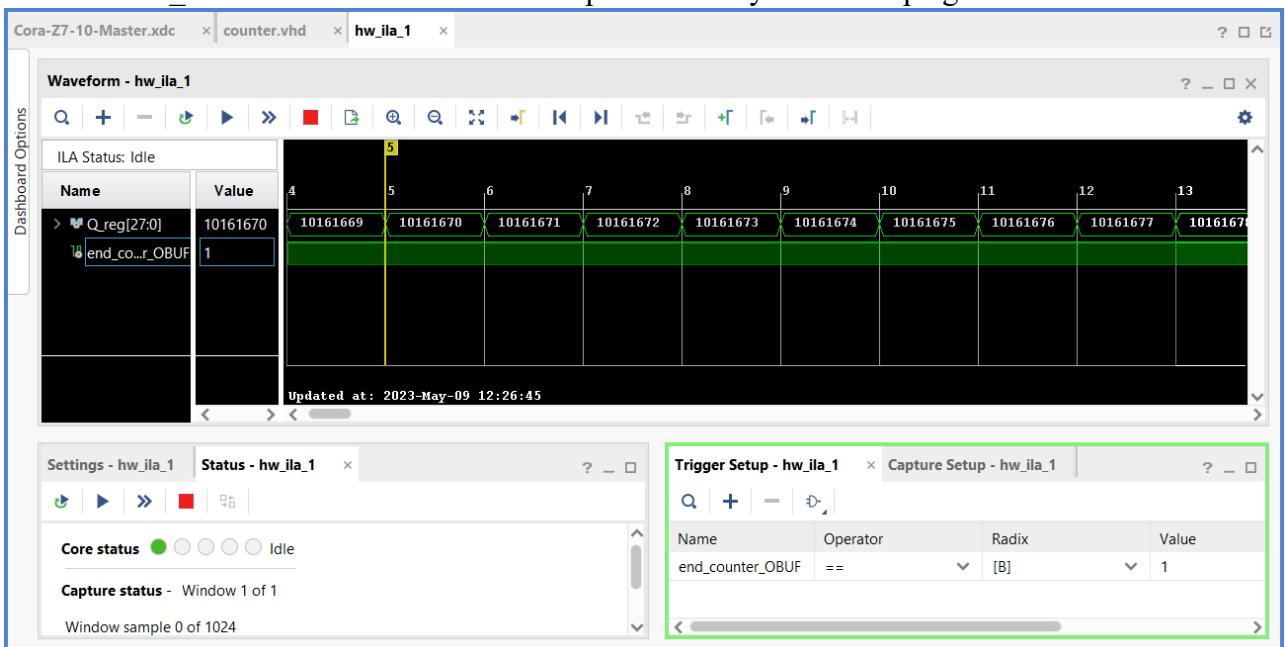 Cora-Z7-10-Master.xdc × counter.vhd × hw_ila_1 × ?
Dashboard Options
Waveform - hw_ila_1 ?
ILA Status: Idle
5
Name Value 4 5 6 7 8 9 10 11 12 13
Q_reg[27:0] 10161670 10161669 10161670 10161671 10161672 10161673 10161674 10161675 10161676 10161677 10161678
end_co...r_OBUF 1
Updated at: 2023-May-09 12:26:45
Settings - hw_ila_1 Status - hw_ila_1 × ?
Core status Idle
Capture status - Window 1 of 1
Window sample 0 of 1024
Trigger Setup - hw_ila_1 × Capture Setup - hw_ila_1 ?
Name Operator Radix Value
end_counter_OBUF == [B] 1